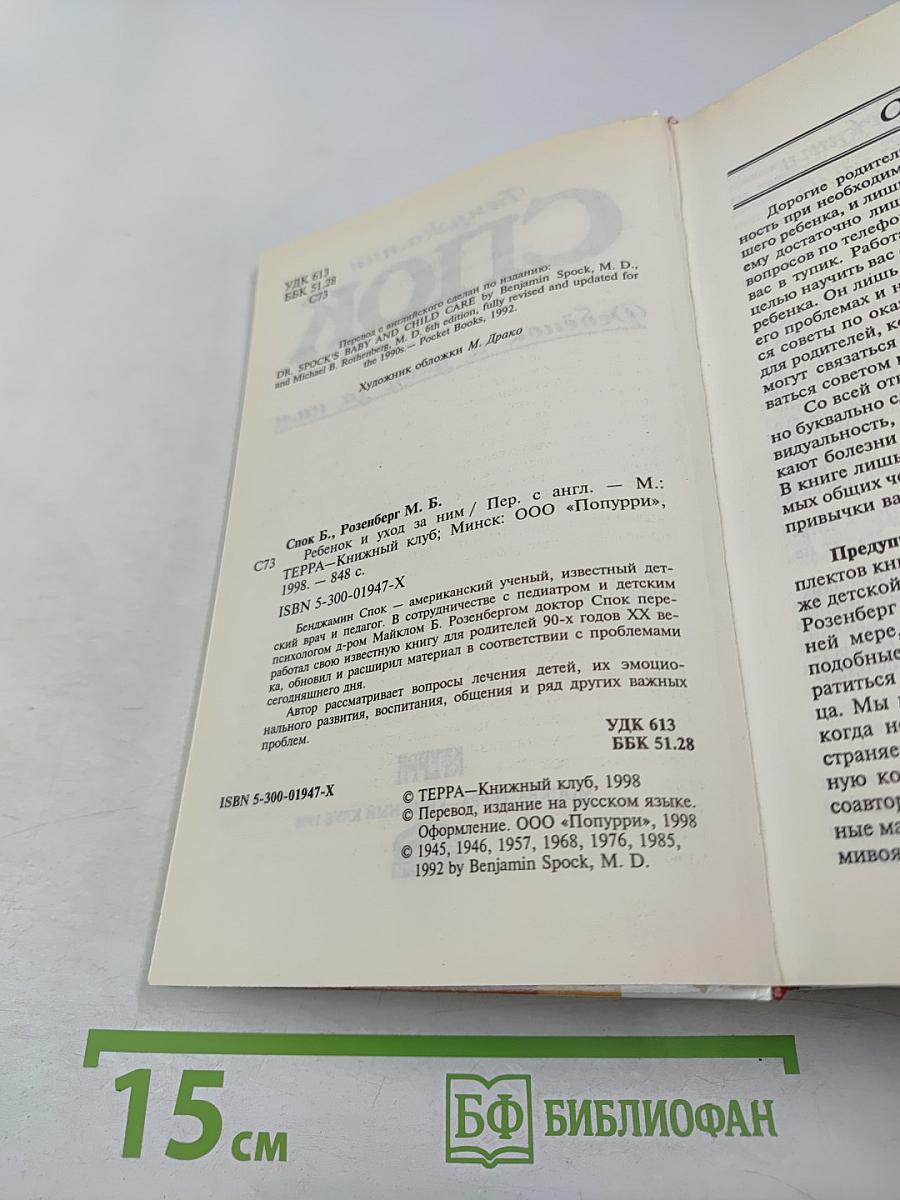 УДК 613
ББК 51.28
С73
Перевод с английского сделан по изданию:
DR. SPOCK'S BABY AND CHILD CARE by Benjamin Spock, M. D.,
and Michael B. Rothenberg, M. D. 6th edition, fully revised and updated for
the 1990s.— Pocket Books, 1992.
Художник обложки М. Драко
Спок Б., Розенберг М. Б.
С73 Ребенок и уход за ним / Пер. с англ. — М.:
ТЕРРА—Книжный клуб; Минск: ООО «Попурри»,
1998. — 848 с.
ISBN 5-300-01947-X
Бенджамин Спок — американский ученый, известный дет-
ский врач и педагог. В сотрудничестве с педиатром и детским
психологом д-ром Майклом Б. Розенбергом доктор Спок пере-
работал свою известную книгу для родителей 90-х годов XX ве-
ка, обновил и расширил материал в соответствии с проблемами
сегодняшнего дня.
Автор рассматривает вопросы лечения детей, их эмоцио-
нального развития, воспитания, общения и ряд других важных
проблем.
УДК 613
ББК 51.28
ISBN 5-300-01947-X
© ТЕРРА—Книжный клуб, 1998
© Перевод, издание на русском языке.
Оформление. ООО «Попурри», 1998
© 1945, 1946, 1957, 1968, 1976, 1985,
1992 by Benjamin Spock, M. D.
Дорогие родител
ность при необходим
шего ребенка, и лиш
ему достаточно лиш
вопросов по телефо
вас в тупик. Работа
целью научить вас
ребенка. Он лишь
его проблемах и н
ся советы по ока
для родителей, к
могут связаться
ваться советом
Со всей отв
но буквально с
видуальность,
кают болезни
В книге лишь
мых общих че
привычки ва
Предуп
плектов кни
же детской
Розенберг
ней мере,
подобные
ратиться
ца. Мы
когда не
страняе
ную ко
соавтор
ные ма
мивоя
15 см
БФ БИБЛИОФАН